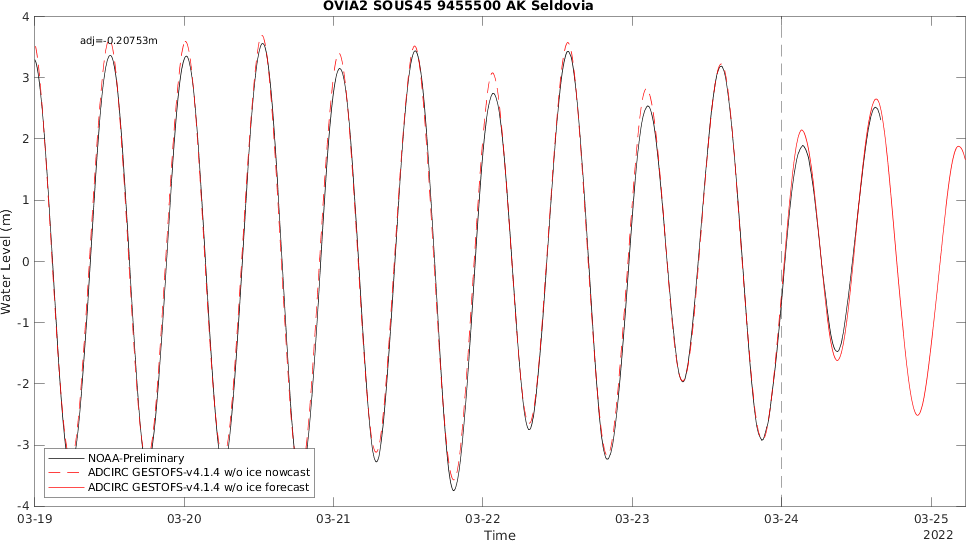 OVIA2 SOUS45 9455500 AK Seldovia
adj=-0.20753m
Water Level (m)
4
3
2
1
0
-1
-2
-3
-4
NOAA-Preliminary
ADCIRC GESTOFS-v4.1.4 w/o ice nowcast
ADCIRC GESTOFS-v4.1.4 w/o ice forecast
03-19 03-20 03-21 03-22 03-23 03-24 03-25
Time
2022